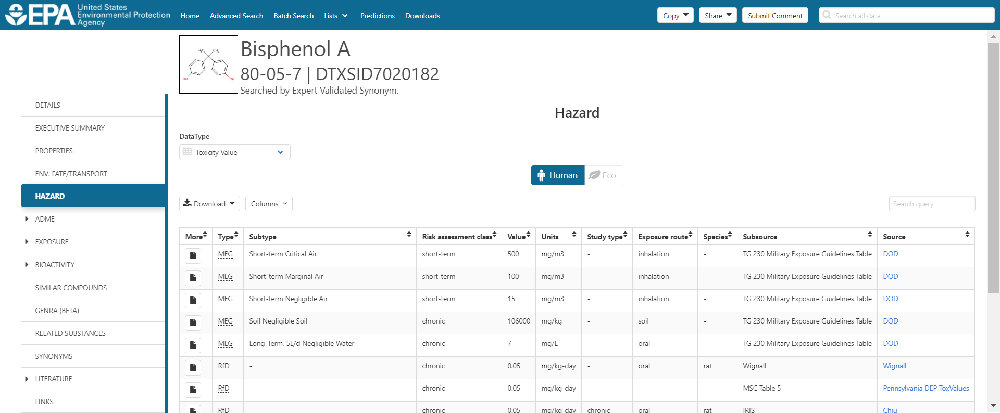 EPA United States Environmental Protection Agency
Home Advanced Search Batch Search Lists Predictions Downloads Copy Share Submit Comment Search all data
H₃C CH₃
HO OH
Bisphenol A
80-05-7 | DTXSID7020182
Searched by Expert Validated Synonym.
DETAILS
EXECUTIVE SUMMARY
PROPERTIES
ENV. FATE/TRANSPORT
HAZARD
ADME
EXPOSURE
BIOACTIVITY
SIMILAR COMPOUNDS
GENRA (BETA)
RELATED SUBSTANCES
SYNONYMS
LITERATURE
LINKS
Hazard
DataType
Toxicity Value
Human Eco
Download Columns Search query
More Type Subtype Risk assessment class Value Units Study type Exposure route Species Subsource Source
MEG Short-term Critical Air short-term 500 mg/m3 - inhalation - TG 230 Military Exposure Guidelines Table DOD
MEG Short-term Marginal Air short-term 100 mg/m3 - inhalation - TG 230 Military Exposure Guidelines Table DOD
MEG Short-term Negligible Air short-term 15 mg/m3 - inhalation - TG 230 Military Exposure Guidelines Table DOD
MEG Soil Negligible Soil chronic 106000 mg/kg - soil - TG 230 Military Exposure Guidelines Table DOD
MEG Long-Term, 5L/d Negligible Water chronic 7 mg/L - oral - TG 230 Military Exposure Guidelines Table DOD
RfD - chronic 0.05 mg/kg-day - oral rat Wignall Wignall
RfD - chronic 0.05 mg/kg-day - - - MSC Table 5 Pennsylvania DEP ToxValues
RfD - chronic 0.05 mg/kg-day chronic oral rat IRIS Chiu